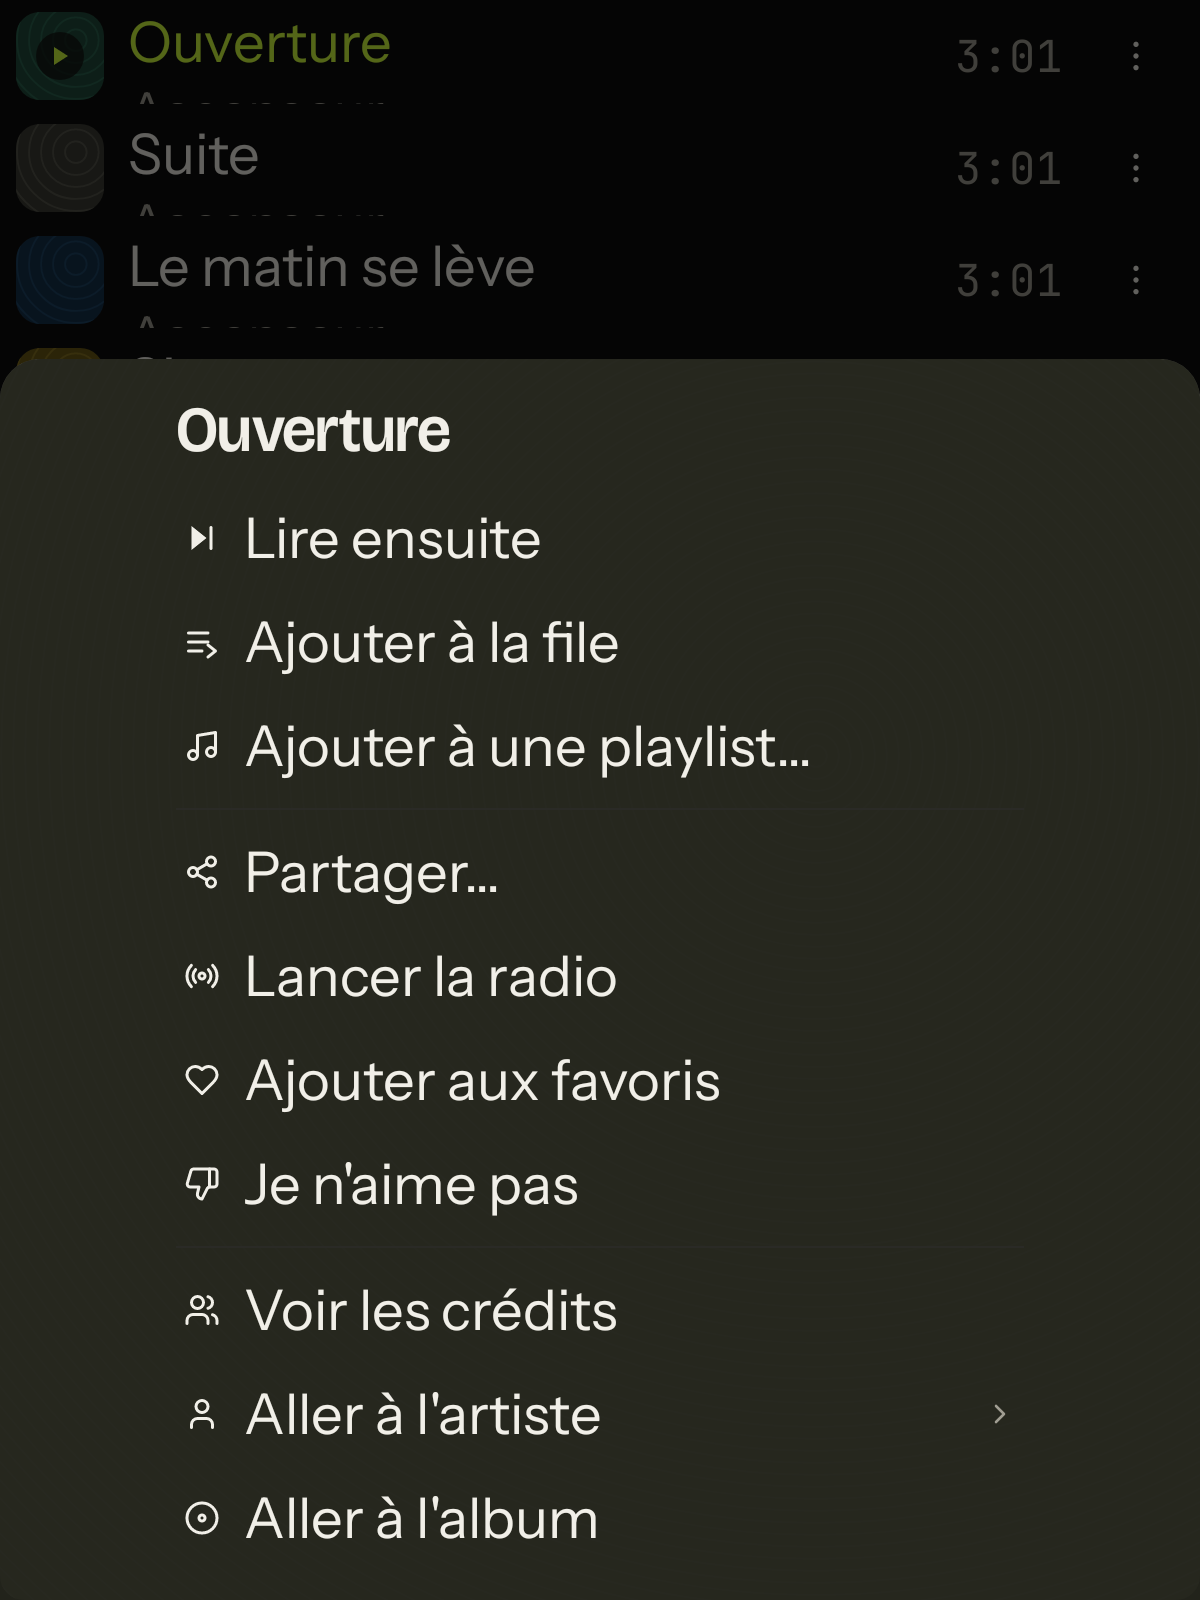 Ouverture
3:01
Suite
3:01
Le matin se lève
3:01
Ouverture
Lire ensuite
Ajouter à la file
Ajouter à une playlist...
Partager...
Lancer la radio
Ajouter aux favoris
Je n'aime pas
Voir les crédits
Aller à l'artiste
Aller à l'album